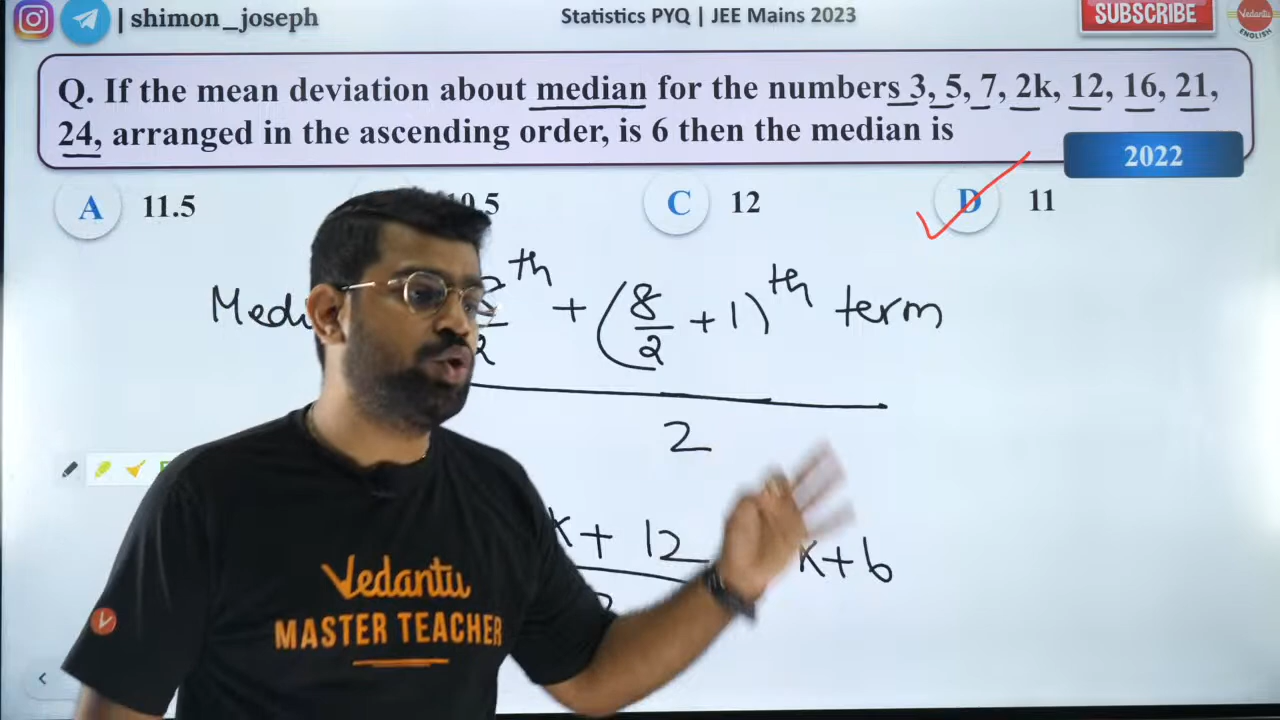 | shimon_joseph
Statistics PYQ | JEE Mains 2023
SUBSCRIBE
Vedantu
ENGLISH
Q. If the mean deviation about median for the numbers 3, 5, 7, 2k, 12, 16, 21,
24, arranged in the ascending order, is 6 then the median is
2022
A 11.5
C 12
D 11
th + (8/2 + 1)th term
2
k + 12
k + 6
Vedantu
MASTER TEACHER